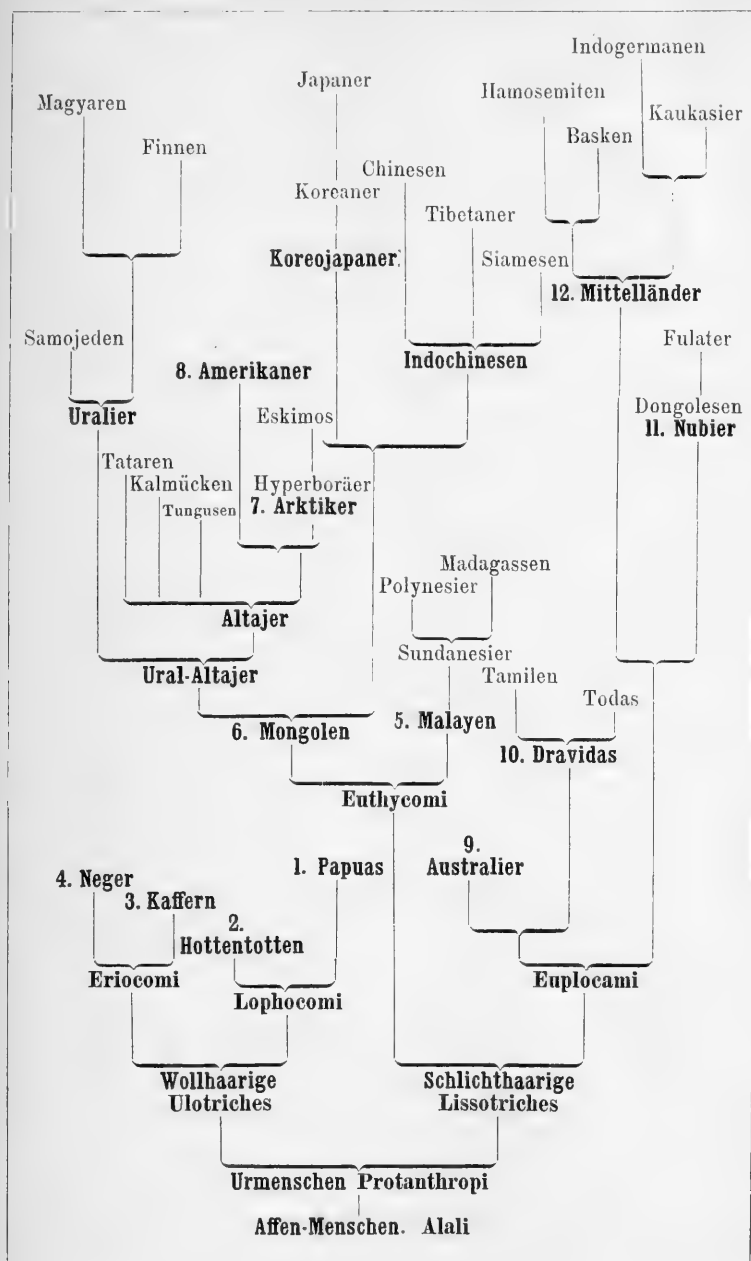 Indogermanen
Japaner
Hamosemiten
Magyaren
Kaukasier
Basken
Finnen
Chinesen
Koreaner
Tibetaner
Koreojapaner
Siamesen
12. Mittelländer
Samojeden
Fulater
8. Amerikaner
Indochinesen
Uralier
Eskimos
Dongolesen
11. Nubier
Tataren
Kalmücken
Hyperboräer
Tungusen
7. Arktiker
Madagassen
Polynesier
Altajer
Sundanesier
Ural-Altajer
Tamilen
Todas
5. Malayen
6. Mongolen
10. Dravidas
Euthycomi
9.
Australier
1. Papuas
4. Neger
3. Kaffern
2.
Hottentotten
Eriocomi
Euplocami
Lophocomi
Wollhaarige
Ulotriches
Schlichthaarige
Lissotriches
Urmenschen Protanthropi
Affen-Menschen. Alali